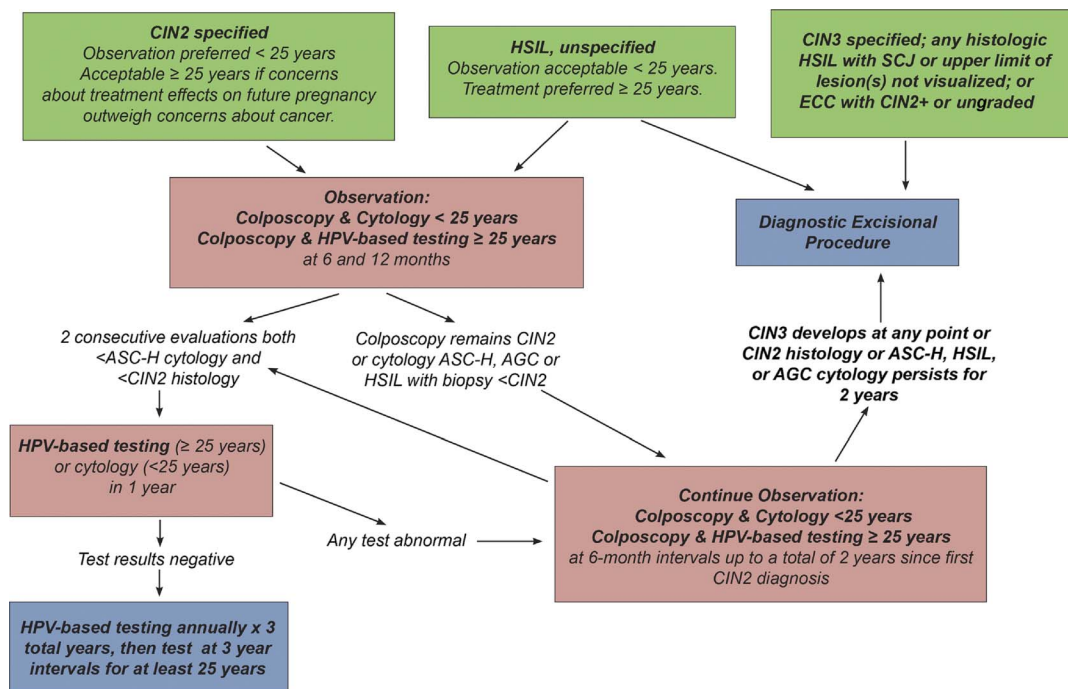 CIN2 specified
Observation preferred < 25 years
Acceptable ≥ 25 years if concerns
about treatment effects on future pregnancy
outweigh concerns about cancer.
HSIL, unspecified
Observation acceptable < 25 years.
Treatment preferred ≥ 25 years.
CIN3 specified; any histologic
HSIL with SCJ or upper limit of
lesion(s) not visualized; or
ECC with CIN2+ or ungraded
Observation:
Colposcopy & Cytology < 25 years
Colposcopy & HPV-based testing ≥ 25 years
at 6 and 12 months
Diagnostic Excisional
Procedure
2 consecutive evaluations both
<ASC-H cytology and
<CIN2 histology
Colposcopy remains CIN2
or cytology ASC-H, AGC or
HSIL with biopsy <CIN2
CIN3 develops at any point or
CIN2 histology or ASC-H, HSIL,
or AGC cytology persists for
2 years
HPV-based testing (≥ 25 years)
or cytology (<25 years)
in 1 year
Continue Observation:
Colposcopy & Cytology <25 years
Colposcopy & HPV-based testing ≥ 25 years
at 6-month intervals up to a total of 2 years since first
CIN2 diagnosis
Any test abnormal
Test results negative
HPV-based testing annually x 3
total years, then test at 3 year
intervals for at least 25 years